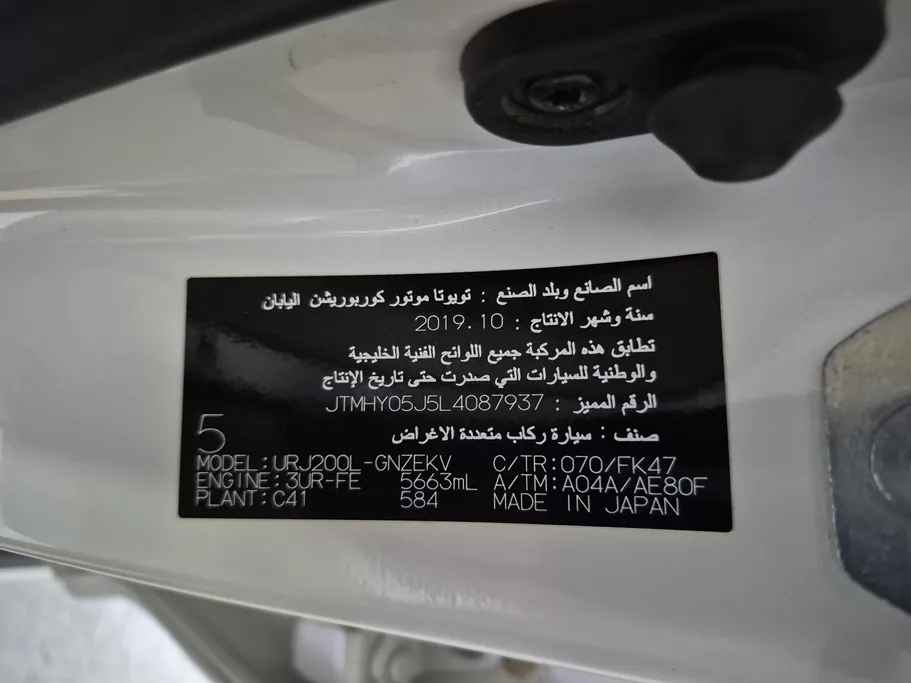 اسم الصانع وبلد الصنع : تويوتا موتور كوربوريشن اليابان
سنة وشهر الانتاج : 2019.10
تطابق هذه المركبة جميع اللوائح الفنية الخليجية
والوطنية للسيارات التي صدرت حتى تاريخ الإنتاج
الرقم المميز : JTMHY05J5L4087937
صنف : سيارة ركاب متعددة الاغراض
5
MODEL:URJ200L-GNZEKV C/TR:070/FK47
ENGINE:3UR-FE 5663mL A/TM:A04A/AE80F
PLANT:C41 584 MADE IN JAPAN